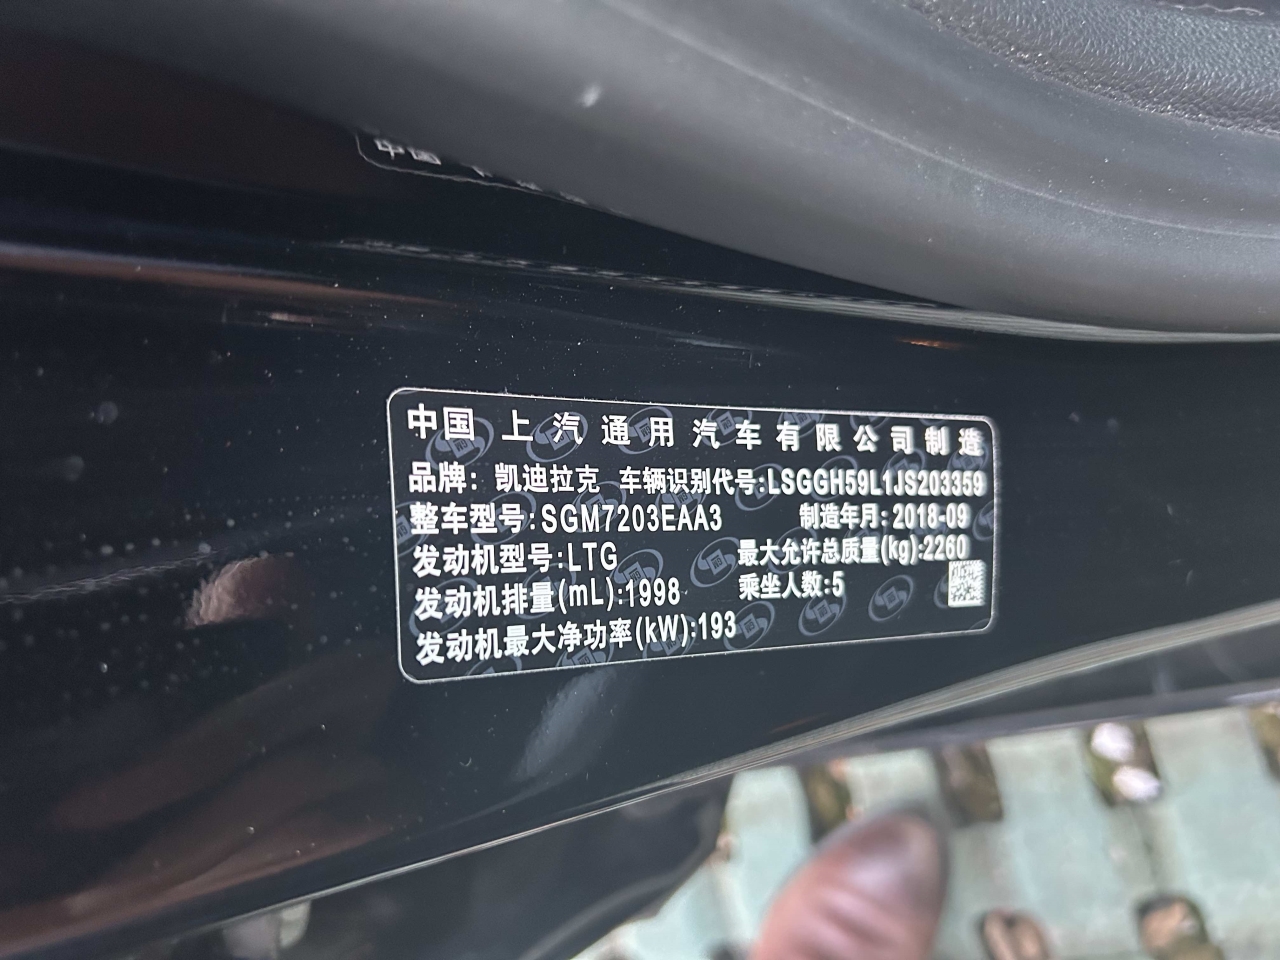 中国
中国 上汽通用汽车有限公司制造
品牌：凯迪拉克 车辆识别代号:LSGGH59L1JS203359
整车型号:SGM7203EAA3 制造年月:2018-09
发动机型号:LTG 最大允许总质量(kg):2260
发动机排量(mL):1998 乘坐人数:5
发动机最大净功率(kW):193